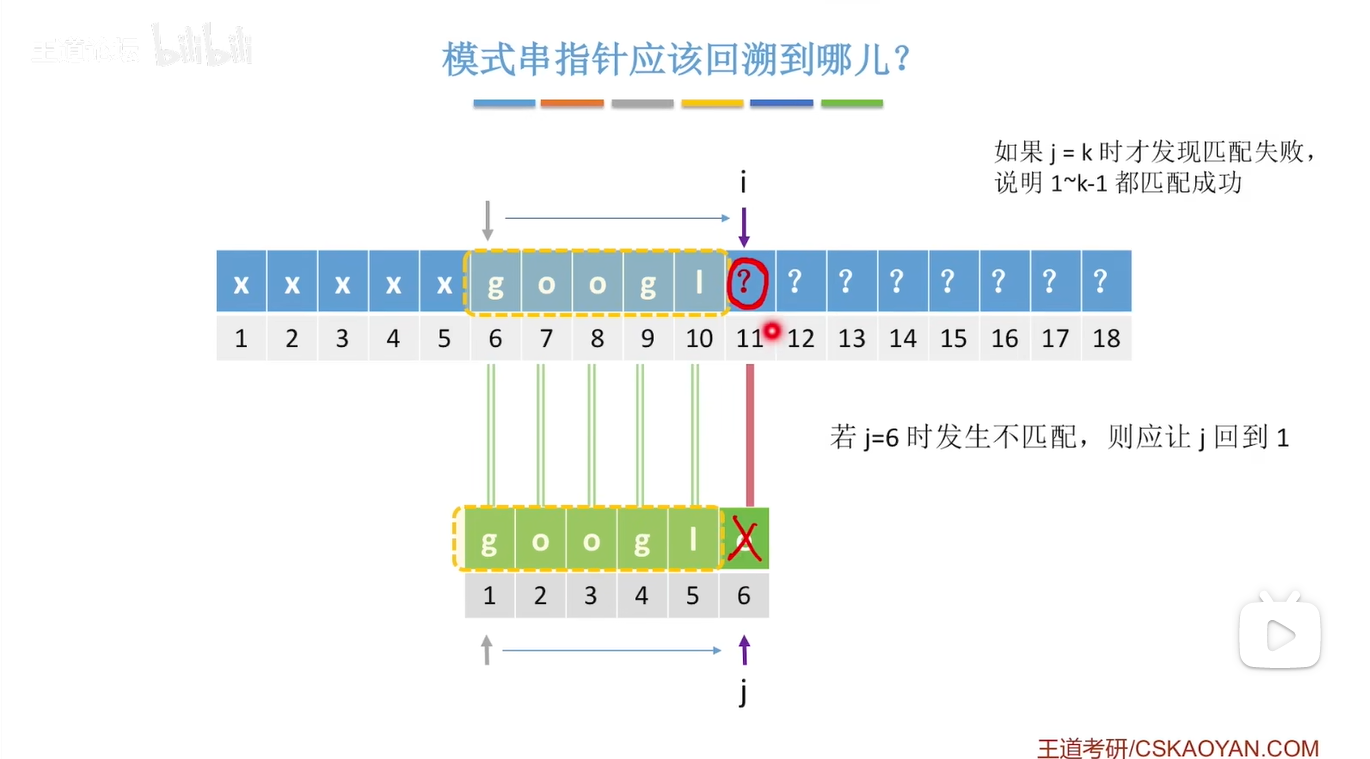 王道论坛 bilibili
模式串指针应该回溯到哪儿？
如果 j = k 时才发现匹配失败，
说明 1~k-1 都匹配成功
i
x x x x x g o o g l ? ? ? ? ? ? ? ?
1 2 3 4 5 6 7 8 9 10 11 12 13 14 15 16 17 18
若 j=6 时发生不匹配，则应让 j 回到 1
g o o g l
1 2 3 4 5 6
j
王道考研/CSKAOYAN.COM